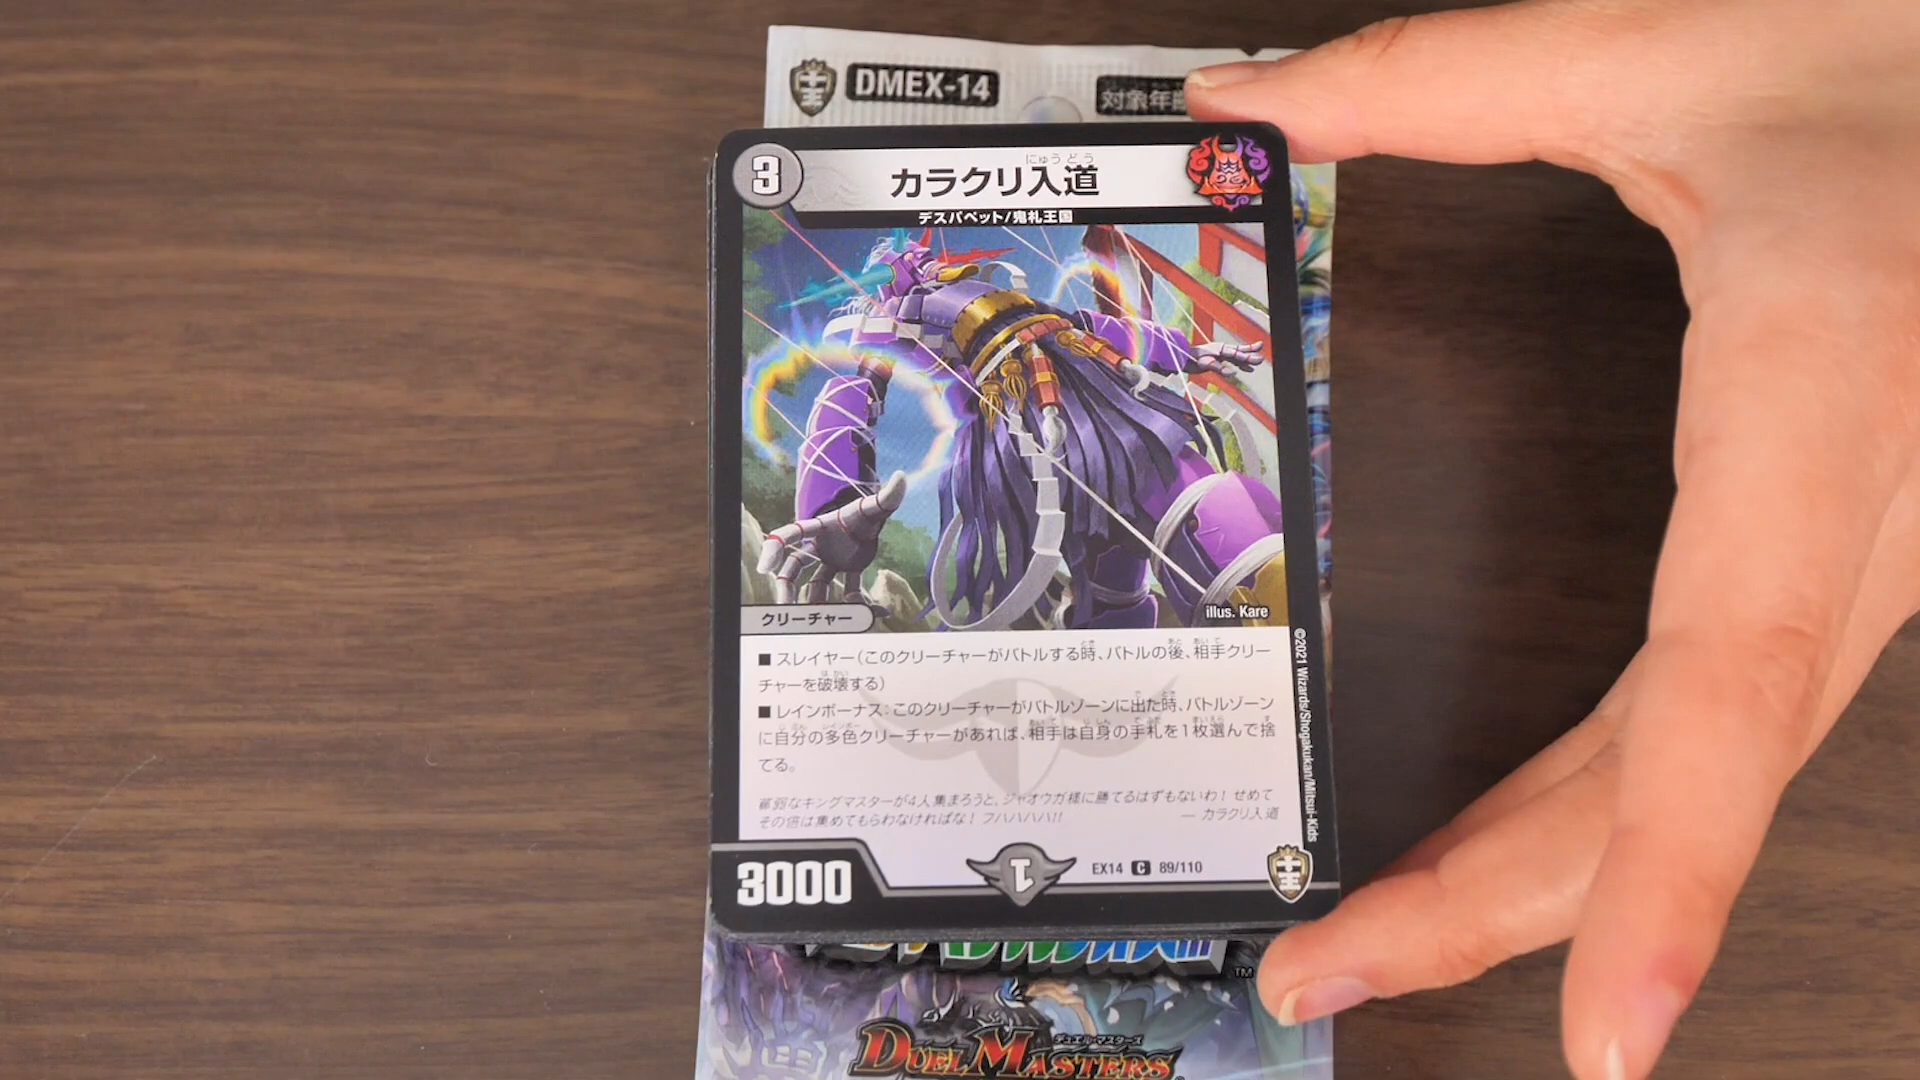 DMEX-14
対象年齢
3
にゅうどう
カラクリ入道
デスパペット/鬼札王国
クリーチャー
illus. Kare
■スレイヤー(このクリーチャーがバトルする時、バトルの後、相手クリー
チャーを破壊する)
■レインボーナス:このクリーチャーがバトルゾーンに出た時、バトルゾーン
に自分の多色クリーチャーがあれば、相手は自身の手札を1枚選んで捨
てる。
貧弱なキングマスターが4人集まろうと、ジャオウガ様に勝てるはずもないわ!せめて
その倍は集めてもらわなければな!フハハハハ!!
— カラクリ入道
©2021 Wizards/Shogakukan/Mitsui-Kids
3000
1
EX14 C 89/110
十王
TM
デュエル・マスターズ
DUEL MASTERS